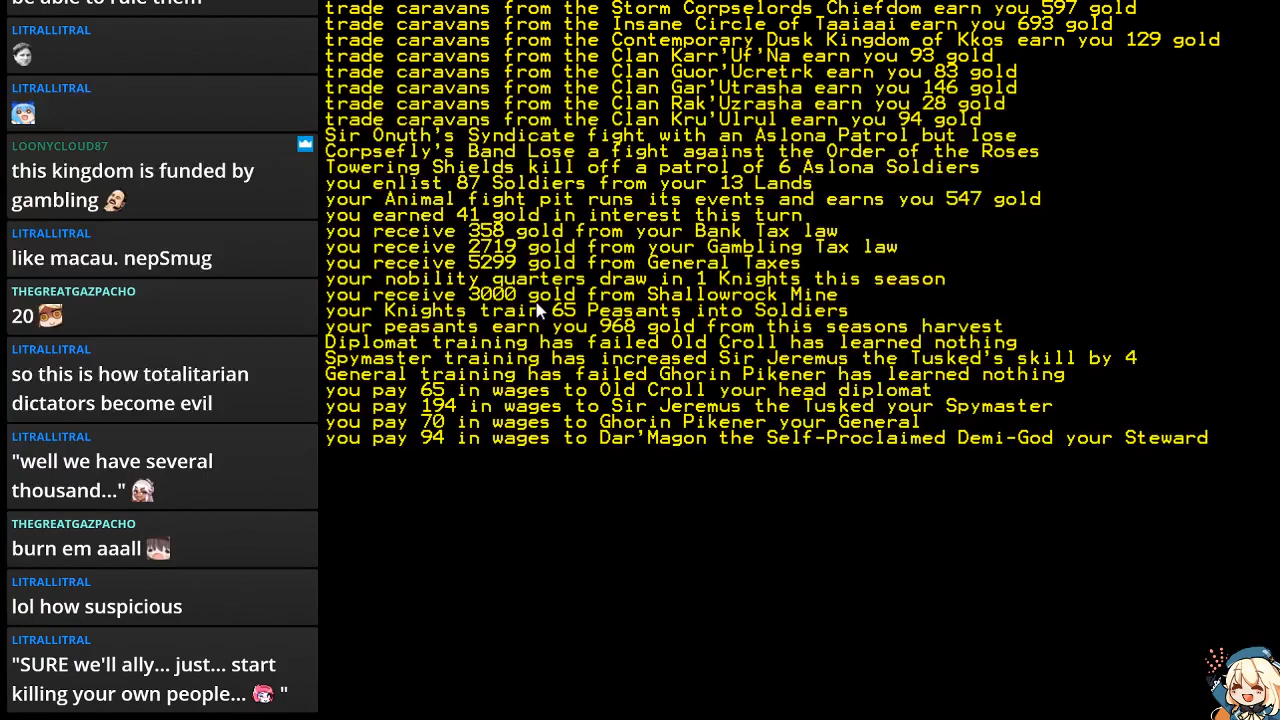 be able to rule them
LITRALLITRAL
LITRALLITRAL
LOONYCLOUD87
this kingdom is funded by
gambling
LITRALLITRAL
like macau. nepSmug
THEGREATGAZPACHO
20
LITRALLITRAL
so this is how totalitarian
dictators become evil
LITRALLITRAL
"well we have several
thousand..."
THEGREATGAZPACHO
burn em aaall
LITRALLITRAL
lol how suspicious
LITRALLITRAL
"SURE we'll ally... just... start
killing your own people... "
trade caravans from the Storm Corpselords Chiefdom earn you 597 gold
trade caravans from the Insane Circle of Taaiaai earn you 693 gold
trade caravans from the Contemporary Dusk Kingdom of Kkos earn you 129 gold
trade caravans from the Clan Karr'Uf'Na earn you 93 gold
trade caravans from the Clan Guor'Ucretrk earn you 83 gold
trade caravans from the Clan Gar'Utrasha earn you 146 gold
trade caravans from the Clan Rak'Uzrasha earn you 28 gold
trade caravans from the Clan Kru'Ulrul earn you 94 gold
Sir Onuth's Syndicate fight with an Aslona Patrol but lose
Corpsefly's Band Lose a fight against the Order of the Roses
Towering Shields kill off a patrol of 6 Aslona Soldiers
you enlist 87 Soldiers from your 13 Lands
your Animal fight pit runs its events and earns you 547 gold
you earned 41 gold in interest this turn
you receive 358 gold from your Bank Tax law
you receive 2719 gold from your Gambling Tax law
you receive 5299 gold from General Taxes
your nobility quarters draw in 1 Knights this season
you receive 3000 gold from Shallowrock Mine
your Knights train 65 Peasants into Soldiers
your peasants earn you 968 gold from this seasons harvest
Diplomat training has failed Old Croll has learned nothing
Spymaster training has increased Sir Jeremus the Tusked's skill by 4
General training has failed Ghorin Pikener has learned nothing
you pay 65 in wages to Old Croll your head diplomat
you pay 194 in wages to Sir Jeremus the Tusked your Spymaster
you pay 70 in wages to Ghorin Pikener your General
you pay 94 in wages to Dar'Magon the Self-Proclaimed Demi-God your Steward